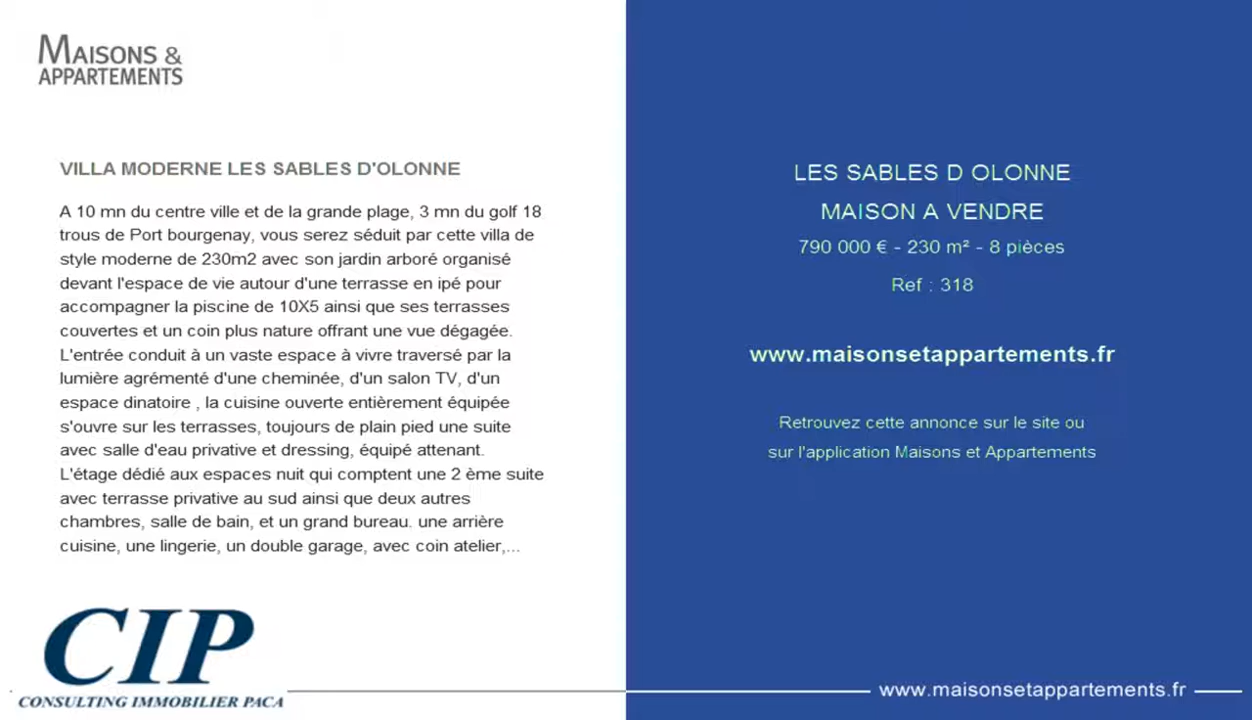 MAISONS &
APPARTEMENTS
VILLA MODERNE LES SABLES D'OLONNE
A 10 mn du centre ville et de la grande plage, 3 mn du golf 18
trous de Port bourgenay, vous serez séduit par cette villa de
style moderne de 230m2 avec son jardin arboré organisé
devant l'espace de vie autour d'une terrasse en ipé pour
accompagner la piscine de 10X5 ainsi que ses terrasses
couvertes et un coin plus nature offrant une vue dégagée.
L'entrée conduit à un vaste espace à vivre traversé par la
lumière agrémenté d'une cheminée, d'un salon TV, d'un
espace dinatoire , la cuisine ouverte entièrement équipée
s'ouvre sur les terrasses, toujours de plain pied une suite
avec salle d'eau privative et dressing, équipé attenant.
L'étage dédié aux espaces nuit qui comptent une 2 ème suite
avec terrasse privative au sud ainsi que deux autres
chambres, salle de bain, et un grand bureau. une arrière
cuisine, une lingerie, un double garage, avec coin atelier,...
CIP
CONSULTING IMMOBILIER PACA
LES SABLES D OLONNE
MAISON A VENDRE
790 000 € - 230 m² - 8 pièces
Ref : 318
www.maisonsetappartements.fr
Retrouvez cette annonce sur le site ou
sur l'application Maisons et Appartements
www.maisonsetappartements.fr